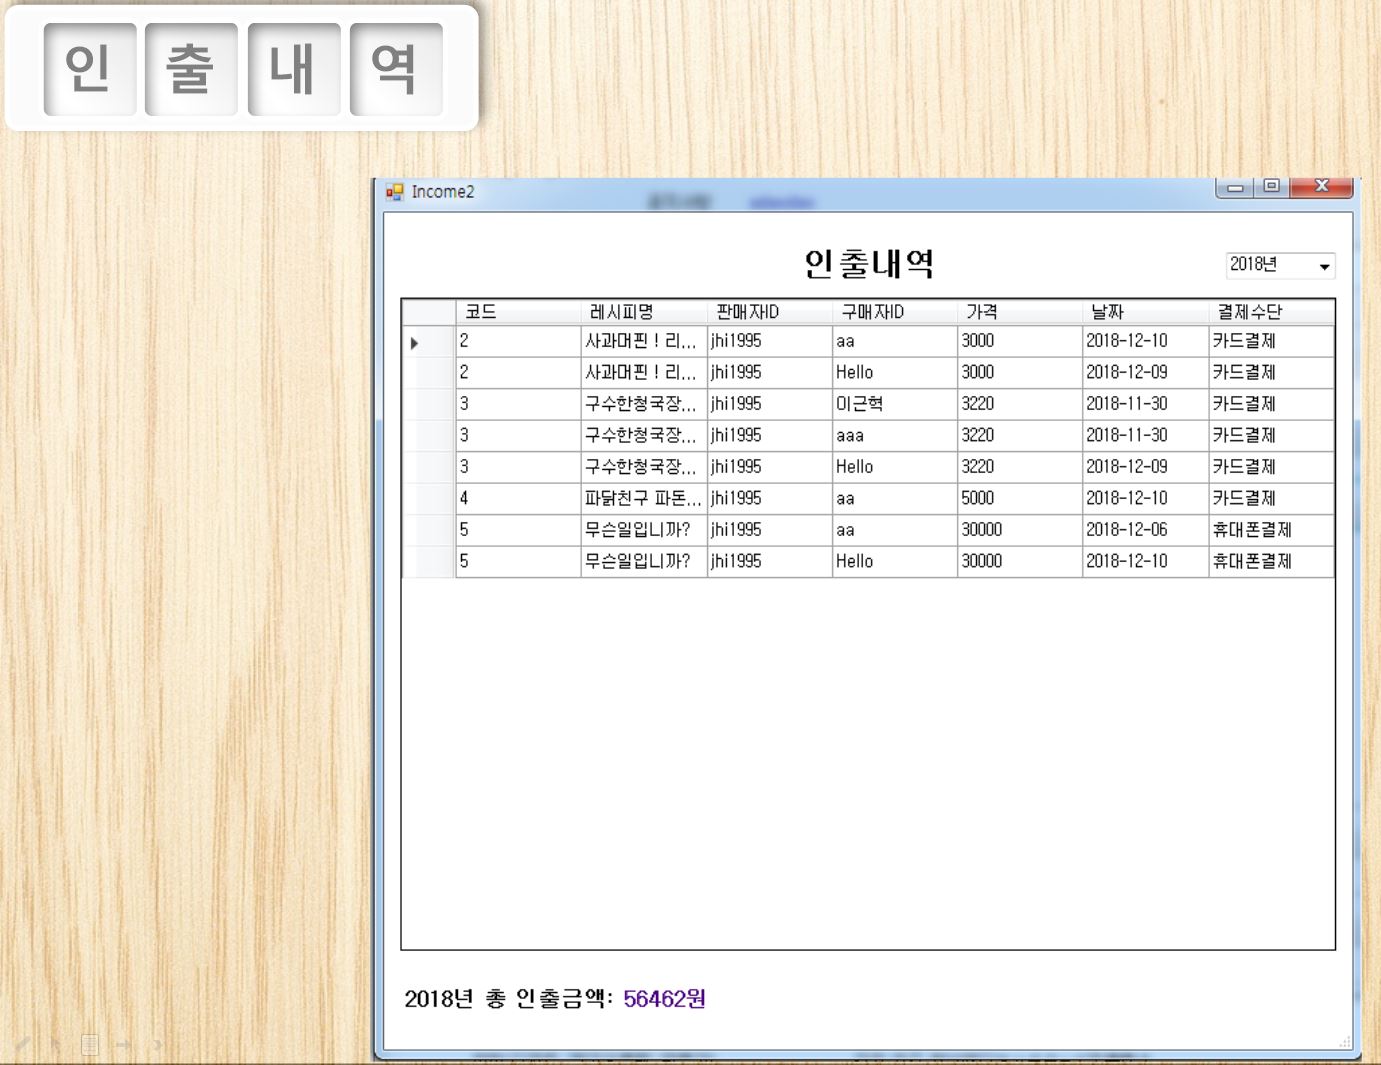 인출내역
Income2
인출내역
2018년
코드 레시피명 판매자ID 구매자ID 가격 날짜 결제수단
2 사과머핀 ! 리... jhi1995 aa 3000 2018-12-10 카드결제
2 사과머핀 ! 리... jhi1995 Hello 3000 2018-12-09 카드결제
3 구수한청국장... jhi1995 이근혁 3220 2018-11-30 카드결제
3 구수한청국장... jhi1995 aaa 3220 2018-11-30 카드결제
3 구수한청국장... jhi1995 Hello 3220 2018-12-09 카드결제
4 파닭친구 파돈... jhi1995 aa 5000 2018-12-10 카드결제
5 무슨일입니까? jhi1995 aa 30000 2018-12-06 휴대폰결제
5 무슨일입니까? jhi1995 Hello 30000 2018-12-10 휴대폰결제
2018년 총 인출금액: 56462원